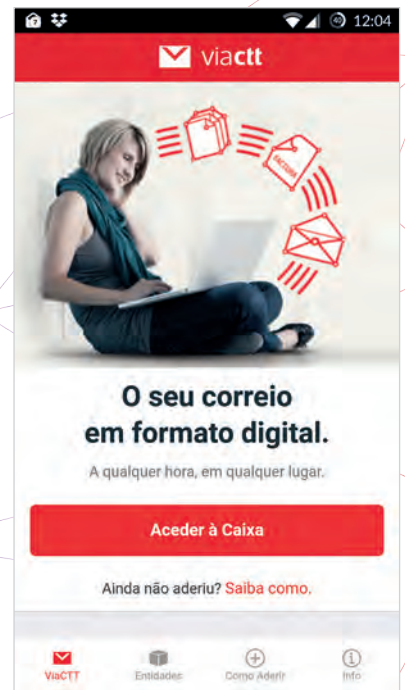 40 12:04
viactt
FACTURA
O seu correio
em formato digital.
A qualquer hora, em qualquer lugar.
Aceder à Caixa
Ainda não aderiu? Saiba como.
ViaCTT Entidades Como Aderir Info